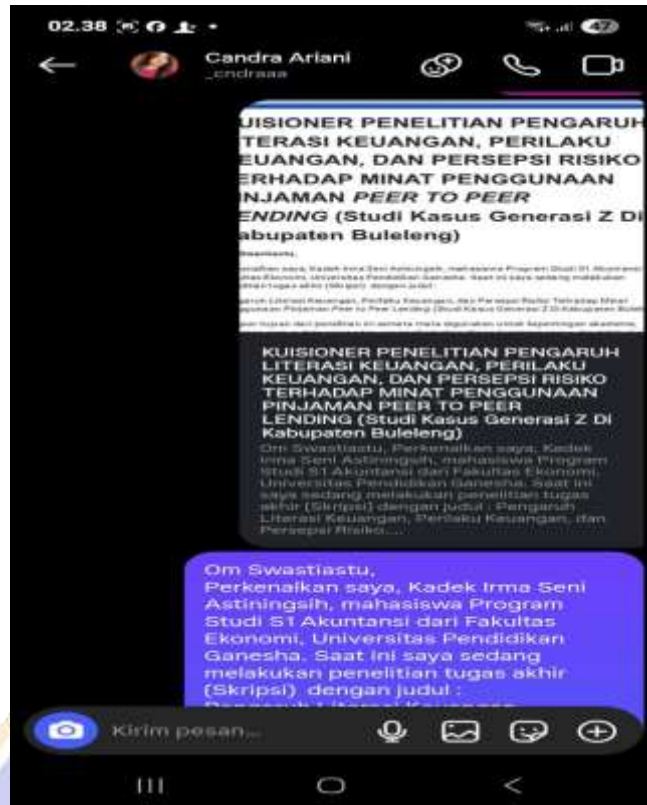 02.38
47
Candra Ariani
_cndraaa
UISIONER PENELITIAN PENGARUH
TERASI KEUANGAN, PERILAKU
EUANGAN, DAN PERSEPSI RISIKO
ERHADAP MINAT PENGGUNAAN
INJAMAN PEER TO PEER
ENDING (Studi Kasus Generasi Z Di
abupaten Buleleng)
KUISIONER PENELITIAN PENGARUH
LITERASI KEUANGAN, PERILAKU
KEUANGAN, DAN PERSEPSI RISIKO
TERHADAP MINAT PENGGUNAAN
PINJAMAN PEER TO PEER
LENDING (Studi Kasus Generasi Z Di
Kabupaten Buleleng)
Om Swastiastu, Perkenalkan saya, Kadek
Irma Seni Astiningsih, mahasiswa Program
Studi S1 Akuntansi dari Fakultas Ekonomi,
Universitas Pendidikan Ganesha. Saat ini
saya sedang melakukan penelitian tugas
akhir (Skripsi) dengan judul : Pengaruh
Literasi Keuangan, Perilaku Keuangan, dan
Persepsi Risiko....
Om Swastiastu,
Perkenalkan saya, Kadek Irma Seni
Astiningsih, mahasiswa Program
Studi S1 Akuntansi dari Fakultas
Ekonomi, Universitas Pendidikan
Ganesha. Saat ini saya sedang
melakukan penelitian tugas akhir
(Skripsi) dengan judul :
Pengaruh Literasi Keuangan,
Kirim pesan...